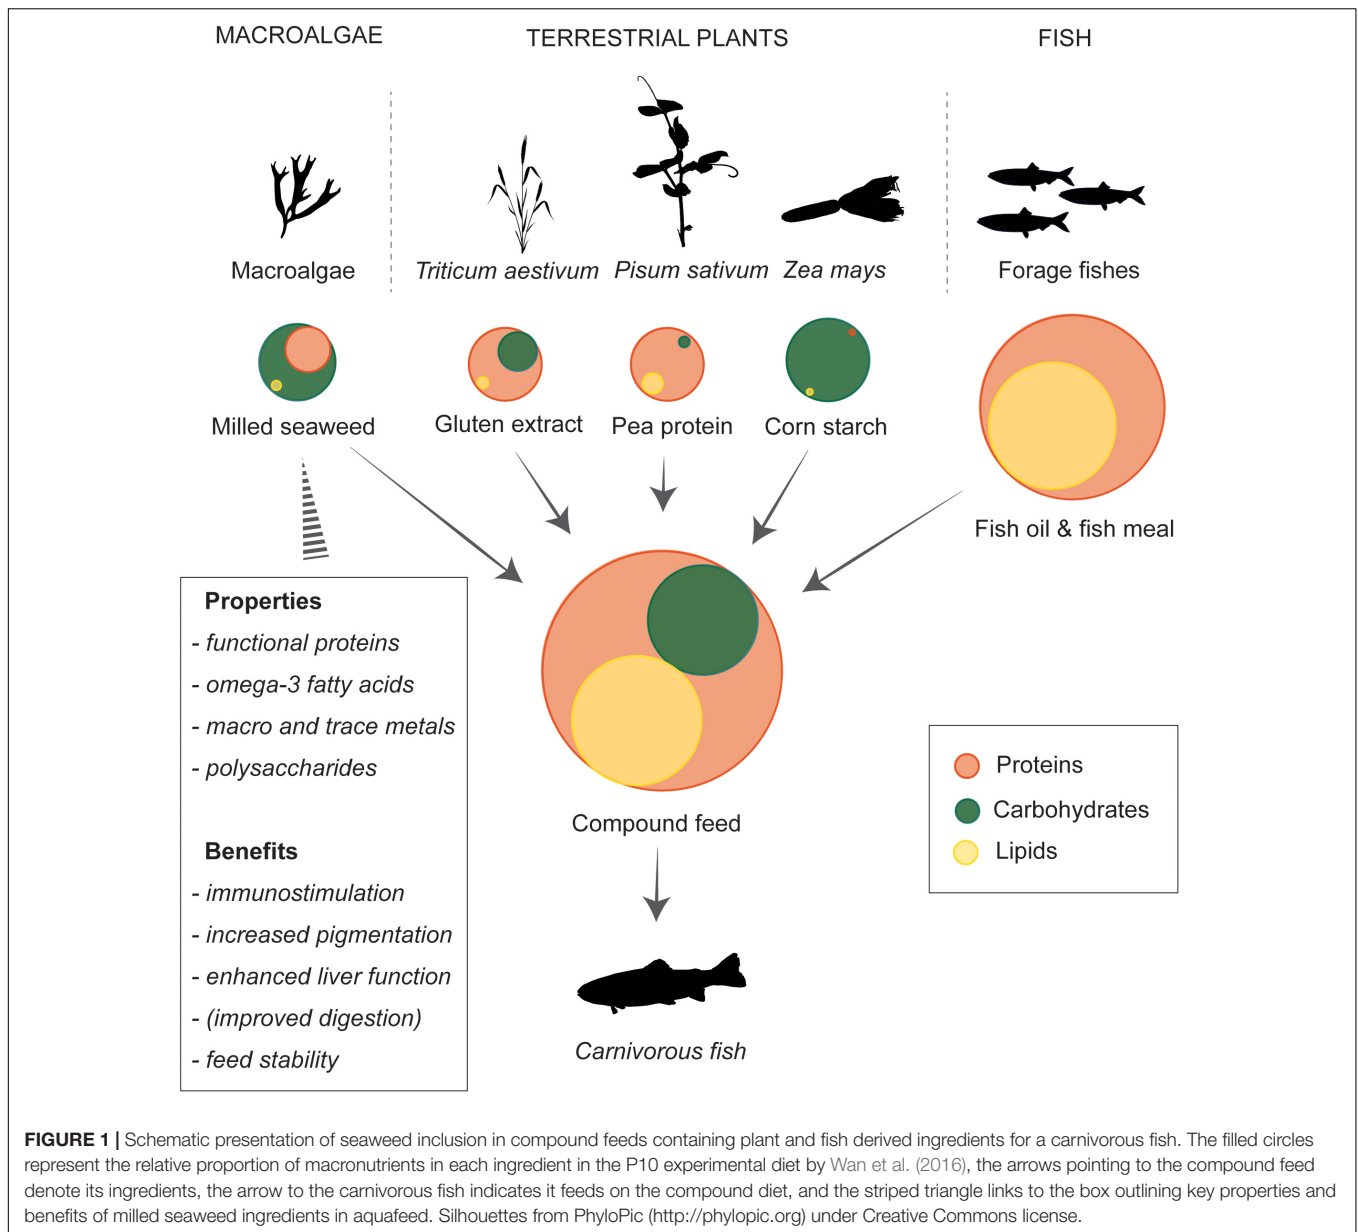 MACROALGAE
TERRESTRIAL PLANTS
FISH
Macroalgae
Triticum aestivum
Pisum sativum
Zea mays
Forage fishes
Milled seaweed
Gluten extract
Pea protein
Corn starch
Fish oil & fish meal
Properties
- functional proteins
- omega-3 fatty acids
- macro and trace metals
- polysaccharides
Benefits
- immunostimulation
- increased pigmentation
- enhanced liver function
- (improved digestion)
- feed stability
Compound feed
Carnivorous fish
Proteins
Carbohydrates
Lipids
FIGURE 1 | Schematic presentation of seaweed inclusion in compound feeds containing plant and fish derived ingredients for a carnivorous fish. The filled circles
represent the relative proportion of macronutrients in each ingredient in the P10 experimental diet by Wan et al. (2016), the arrows pointing to the compound feed
denote its ingredients, the arrow to the carnivorous fish indicates it feeds on the compound diet, and the striped triangle links to the box outlining key properties and
benefits of milled seaweed ingredients in aquafeed. Silhouettes from PhyloPic (http://phylopic.org) under Creative Commons license.